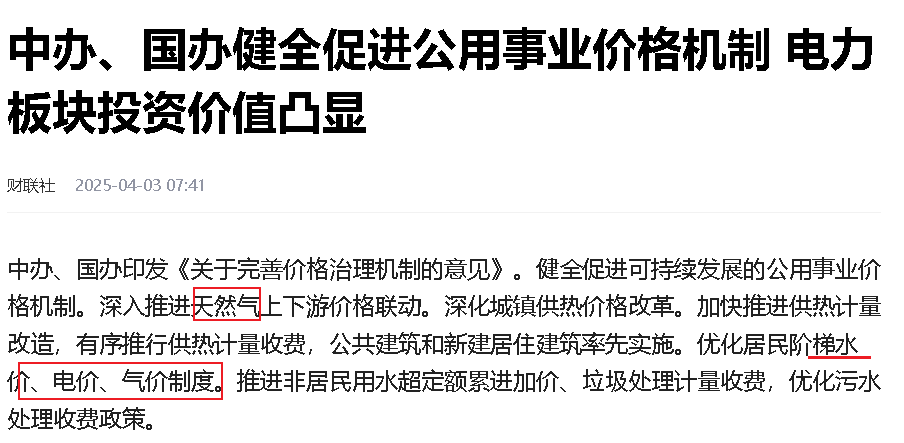 中办、国办健全促进公用事业价格机制 电力
板块投资价值凸显
财联社 2025-04-03 07:41
中办、国办印发《关于完善价格治理机制的意见》。健全促进可持续发展的公用事业价
格机制。深入推进天然气上下游价格联动。深化城镇供热价格改革。加快推进供热计量
改造，有序推行供热计量收费，公共建筑和新建居住建筑率先实施。优化居民阶梯水
价、电价、气价制度。推进非居民用水超定额累进加价、垃圾处理计量收费，优化污水
处理收费政策。